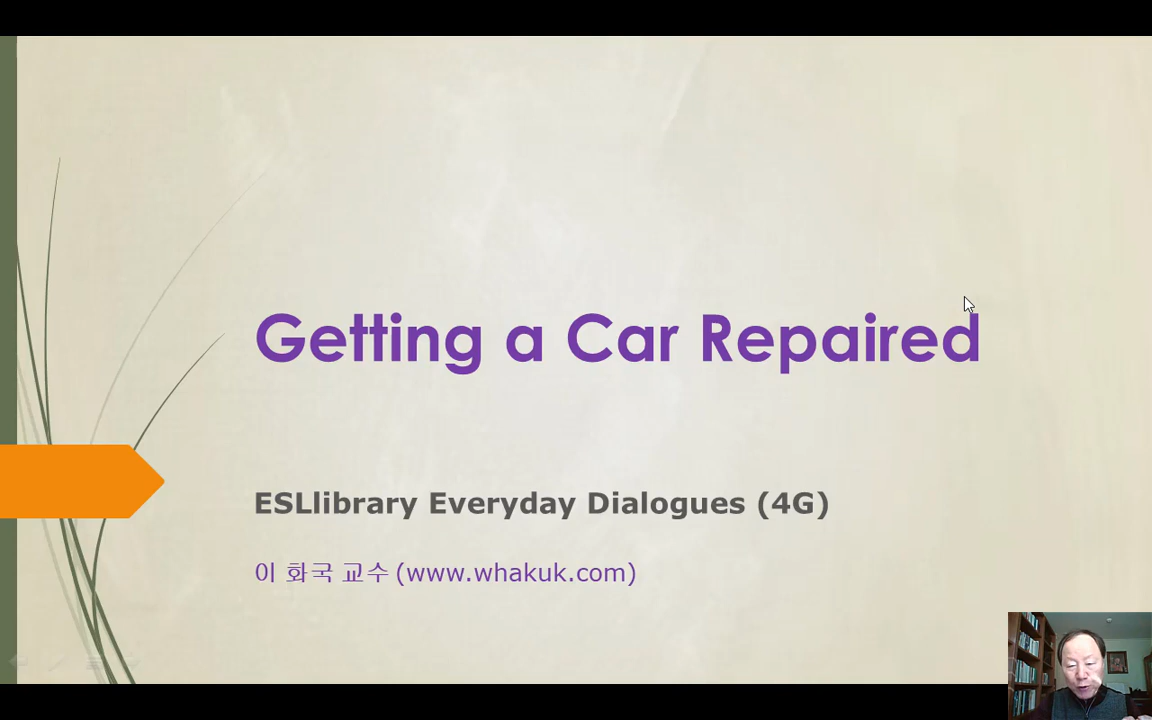 Getting a Car Repaired
ESLlibrary Everyday Dialogues (4G)
이 화국 교수 (www.whakuk.com)